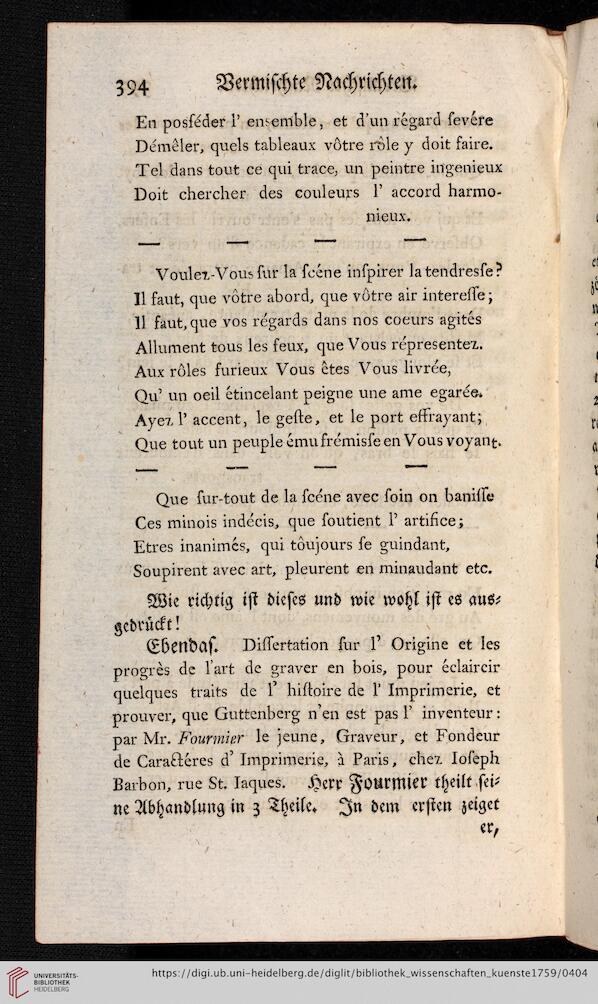 394 Vermischte Nachrichten.
En posséder l' ensemble, et d'un régard ſevére
Démêler, quels tableaux vôtre rôle y doit faire.
Tel dans tout ce qui trace, un peintre ingenieux
Doit chercher des couleurs l' accord harmo-
nieux.
— — — —
Voulez-Vous ſur la ſcéne inſpirer la tendresſe?
Il faut, que vôtre abord, que vôtre air intereſſe;
Il faut, que vos régards dans nos coeurs agités
Allument tous les feux, que Vous répresentez.
Aux rôles furieux Vous êtes Vous livrée,
Qu' un oeil étincelant peigne une ame egarée.
Ayez l' accent, le geſte, et le port effrayant;
Que tout un peuple ému frémisſe en Vous voyant.
— — — —
Que ſur-tout de la ſcéne avec ſoin on baniſſe
Ces minois indécis, que ſoutient l' artifice;
Etres inanimés, qui tôujours ſe guindant,
Soupirent avec art, pleurent en minaudant etc.
Wie richtig iſt dieſes und wie wohl iſt es aus-
gedrückt!
Ebendaſ. Diſſertation ſur l' Origine et les
progrès de l'art de graver en bois, pour éclaircir
quelques traits de l' hiſtoire de l' Imprimerie, et
prouver, que Guttenberg n'en est pas l' inventeur:
par Mr. Fourmier le jeune, Graveur, et Fondeur
de Caractéres d' Imprimerie, à Paris, chez Ioſeph
Barbon, rue St. Iaques. Herr Fourmier theilt ſei-
ne Abhandlung in 3 Theile. In dem erſten zeiget
er,
UNIVERSITÄTS-
BIBLIOTHEK
HEIDELBERG
https://digi.ub.uni-heidelberg.de/diglit/bibliothek_wissenschaften_kuenste1759/0404